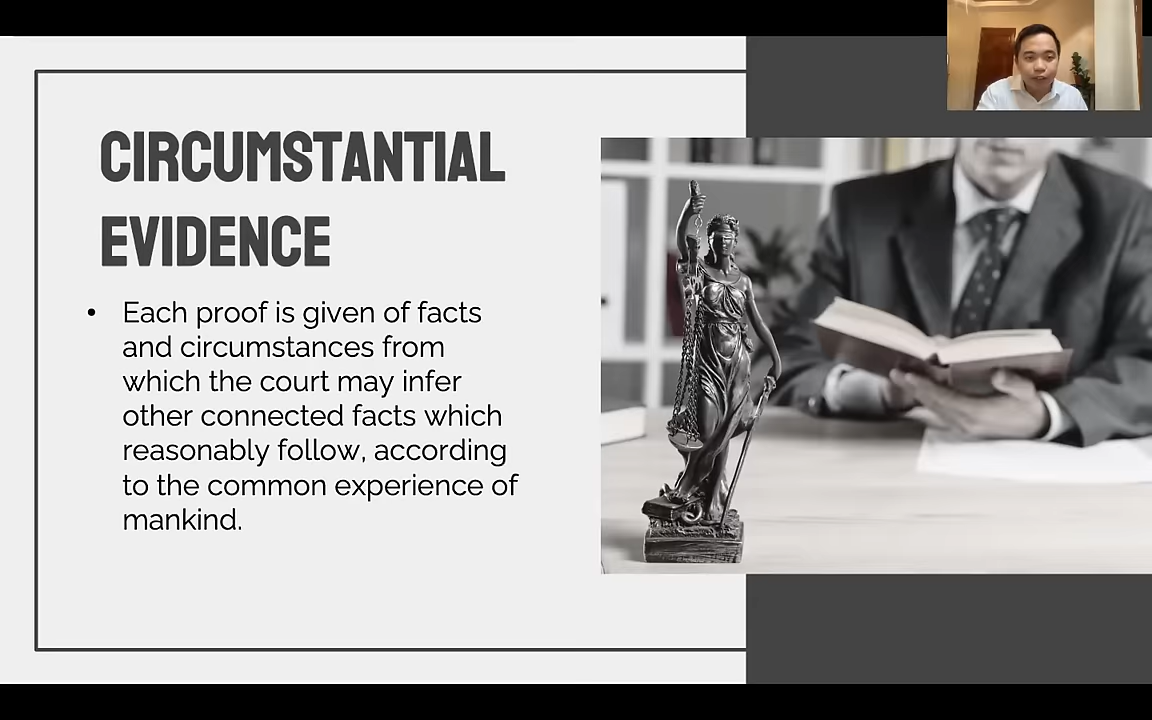 CIRCUMSTANTIAL
EVIDENCE
• Each proof is given of facts
and circumstances from
which the court may infer
other connected facts which
reasonably follow, according
to the common experience of
mankind.